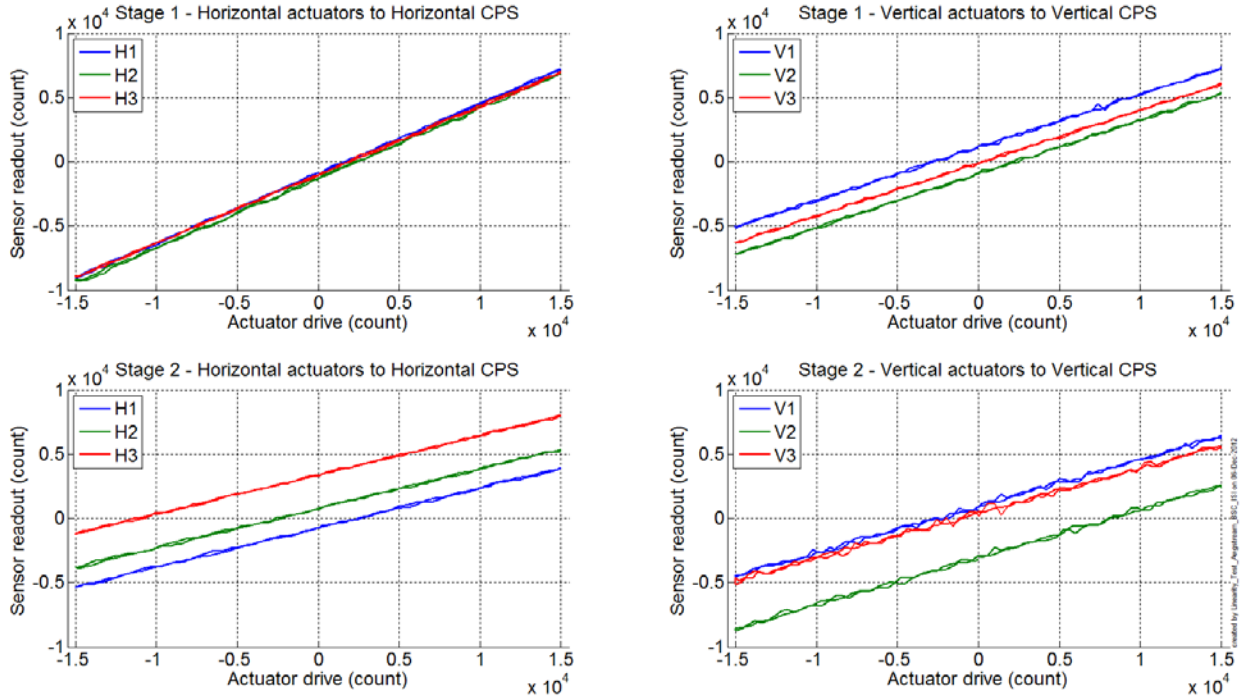 Stage 1 - Horizontal actuators to Horizontal CPS
x 10^4
1
0.5
0
-0.5
-1
Sensor readout (count)
H1
H2
H3
-1.5 -1 -0.5 0 0.5 1 1.5
Actuator drive (count)
x 10^4
Stage 1 - Vertical actuators to Vertical CPS
x 10^4
1
0.5
0
-0.5
-1
Sensor readout (count)
V1
V2
V3
-1.5 -1 -0.5 0 0.5 1 1.5
Actuator drive (count)
x 10^4
Stage 2 - Horizontal actuators to Horizontal CPS
x 10^4
1
0.5
0
-0.5
-1
Sensor readout (count)
H1
H2
H3
-1.5 -1 -0.5 0 0.5 1 1.5
Actuator drive (count)
x 10^4
Stage 2 - Vertical actuators to Vertical CPS
x 10^4
1
0.5
0
-0.5
-1
Sensor readout (count)
V1
V2
V3
-1.5 -1 -0.5 0 0.5 1 1.5
Actuator drive (count)
x 10^4
created by Linearity_Test_Awgstream_BSC_ISI on 06-Dec-2012